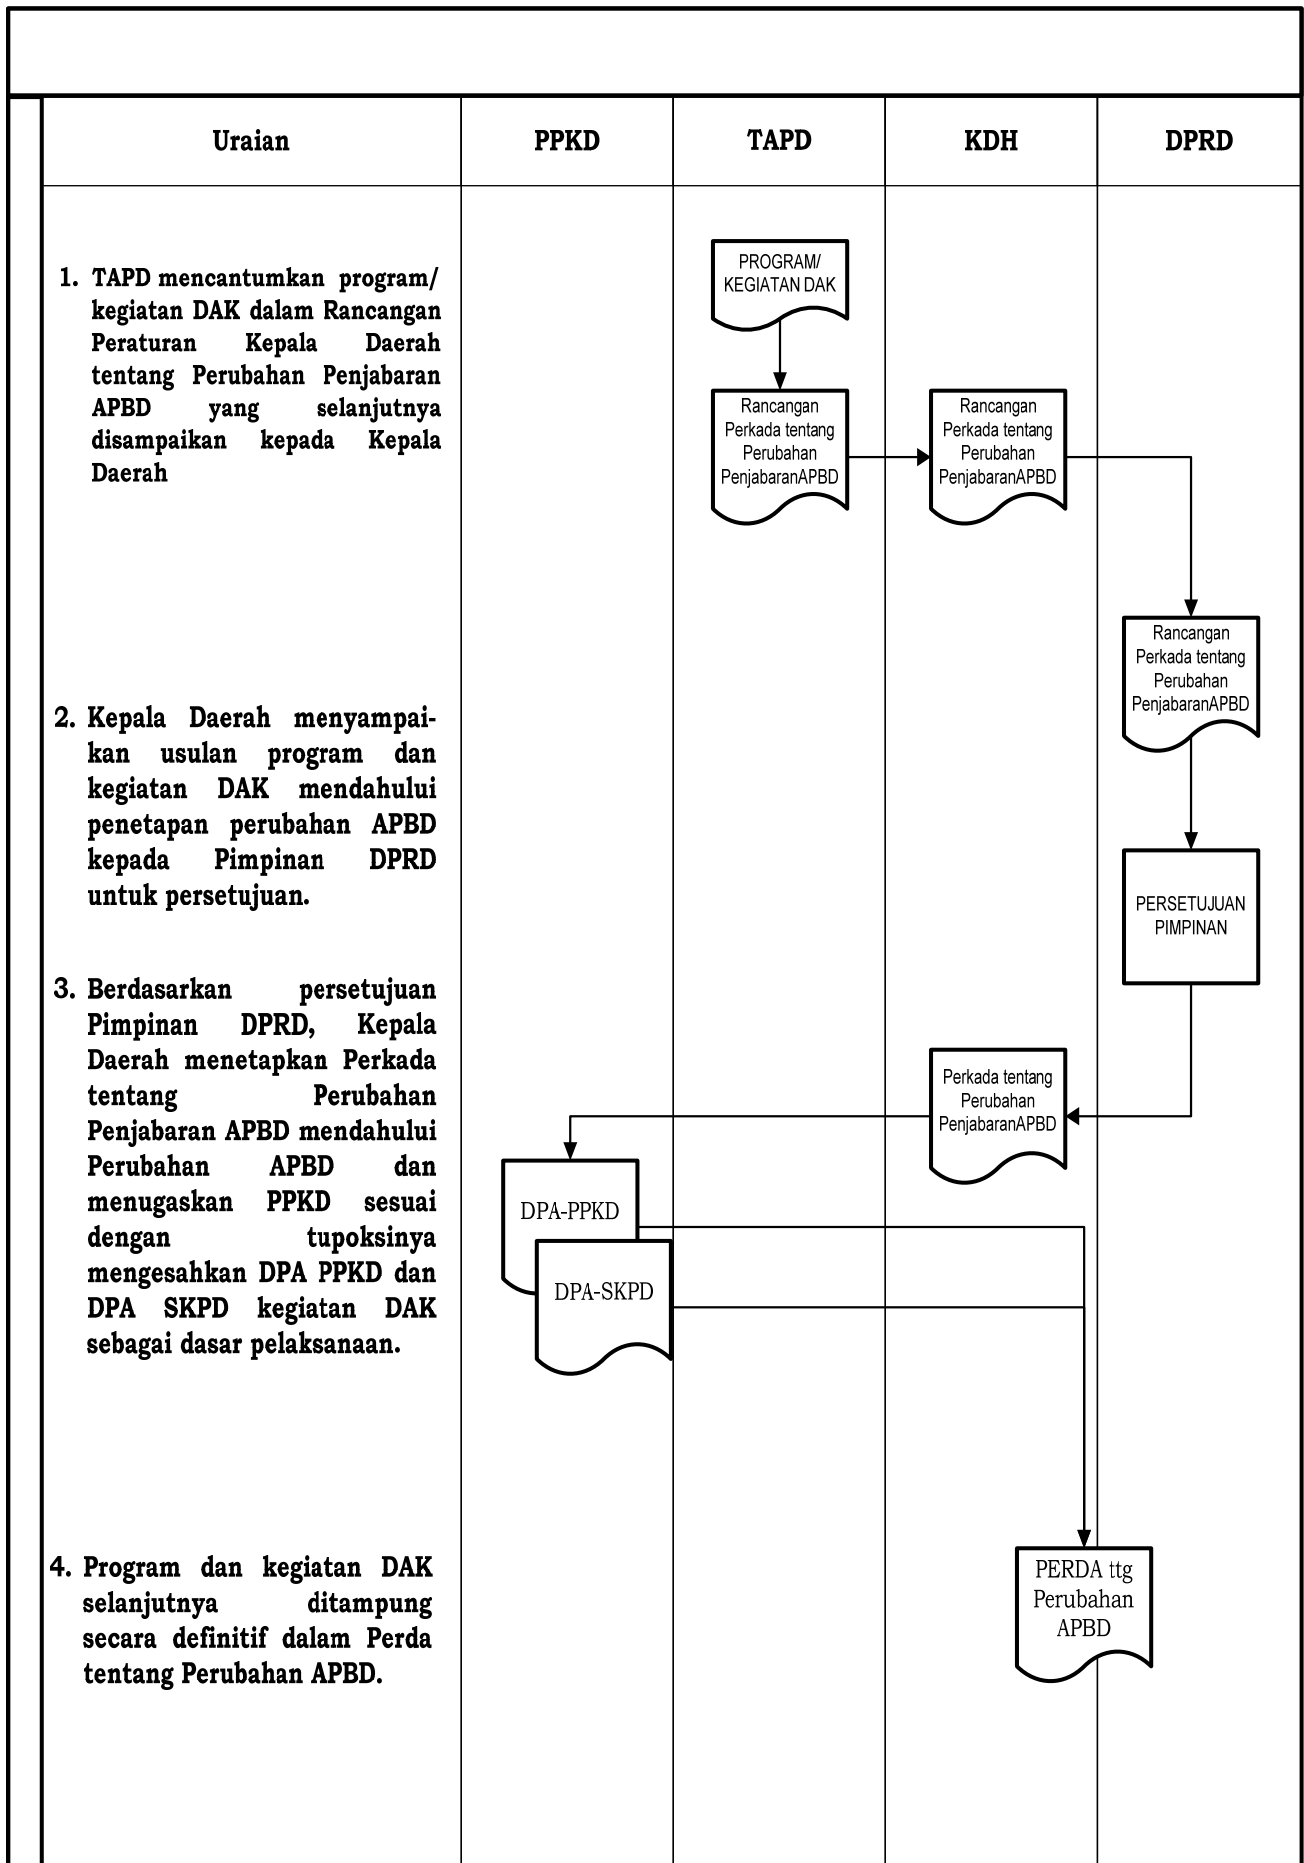 Uraian
PPKD
TAPD
KDH
DPRD
1. TAPD mencantumkan program/
kegiatan DAK dalam Rancangan
Peraturan Kepala Daerah
tentang Perubahan Penjabaran
APBD yang selanjutnya
disampaikan kepada Kepala
Daerah
PROGRAM/
KEGIATAN DAK
Rancangan
Perkada tentang
Perubahan
PenjabaranAPBD
Rancangan
Perkada tentang
Perubahan
PenjabaranAPBD
Rancangan
Perkada tentang
Perubahan
PenjabaranAPBD
2. Kepala Daerah menyampai-
kan usulan program dan
kegiatan DAK mendahului
penetapan perubahan APBD
kepada Pimpinan DPRD
untuk persetujuan.
PERSETUJUAN
PIMPINAN
3. Berdasarkan persetujuan
Pimpinan DPRD, Kepala
Daerah menetapkan Perkada
tentang Perubahan
Penjabaran APBD mendahului
Perubahan APBD dan
menugaskan PPKD sesuai
dengan tupoksinya
mengesahkan DPA PPKD dan
DPA SKPD kegiatan DAK
sebagai dasar pelaksanaan.
Perkada tentang
Perubahan
PenjabaranAPBD
DPA-PPKD
DPA-SKPD
4. Program dan kegiatan DAK
selanjutnya ditampung
secara definitif dalam Perda
tentang Perubahan APBD.
PERDA ttg
Perubahan
APBD